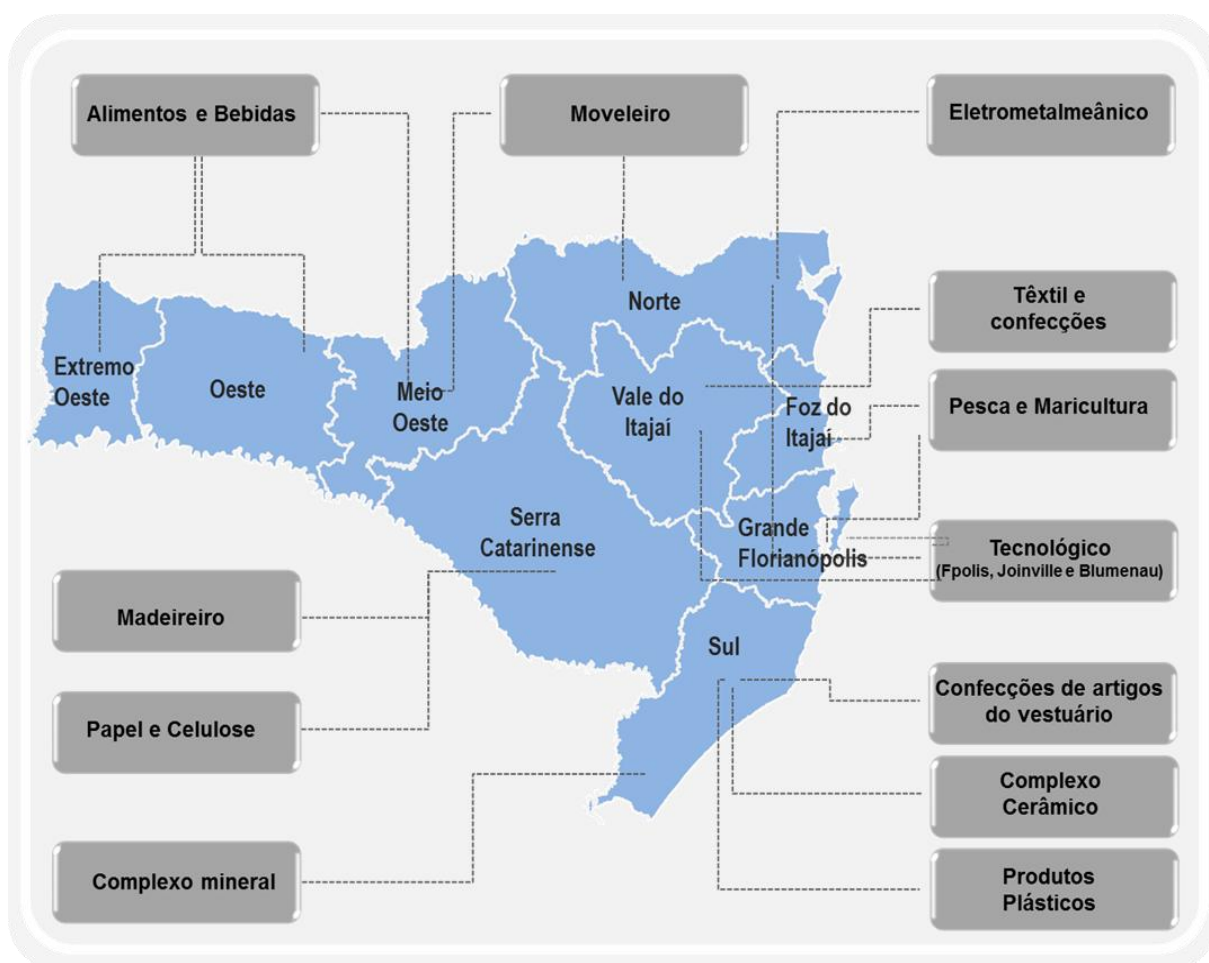 Alimentos e Bebidas
Moveleiro
Eletrometalmeânico
Têxtil e
confecções
Pesca e Maricultura
Tecnológico
(Fpolis, Joinville e Blumenau)
Confecções de artigos
do vestuário
Complexo
Cerâmico
Produtos
Plásticos
Madeireiro
Papel e Celulose
Complexo mineral
Extremo
Oeste
Oeste
Meio
Oeste
Norte
Vale do
Itajaí
Foz do
Itajaí
Serra
Catarinense
Grande
Florianópolis
Sul